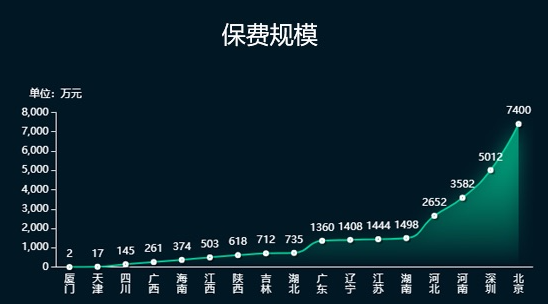 保费规模
单位：万元
8,000
7,000
6,000
5,000
4,000
3,000
2,000
1,000
0
2 17 145 261 374 503 618 712 735 1360 1408 1444 1498 2652 3582 5012 7400
厦门 天津 四川 广西 海南 江西 陕西 吉林 湖北 广东 辽宁 江苏 湖南 河北 河南 深圳 北京